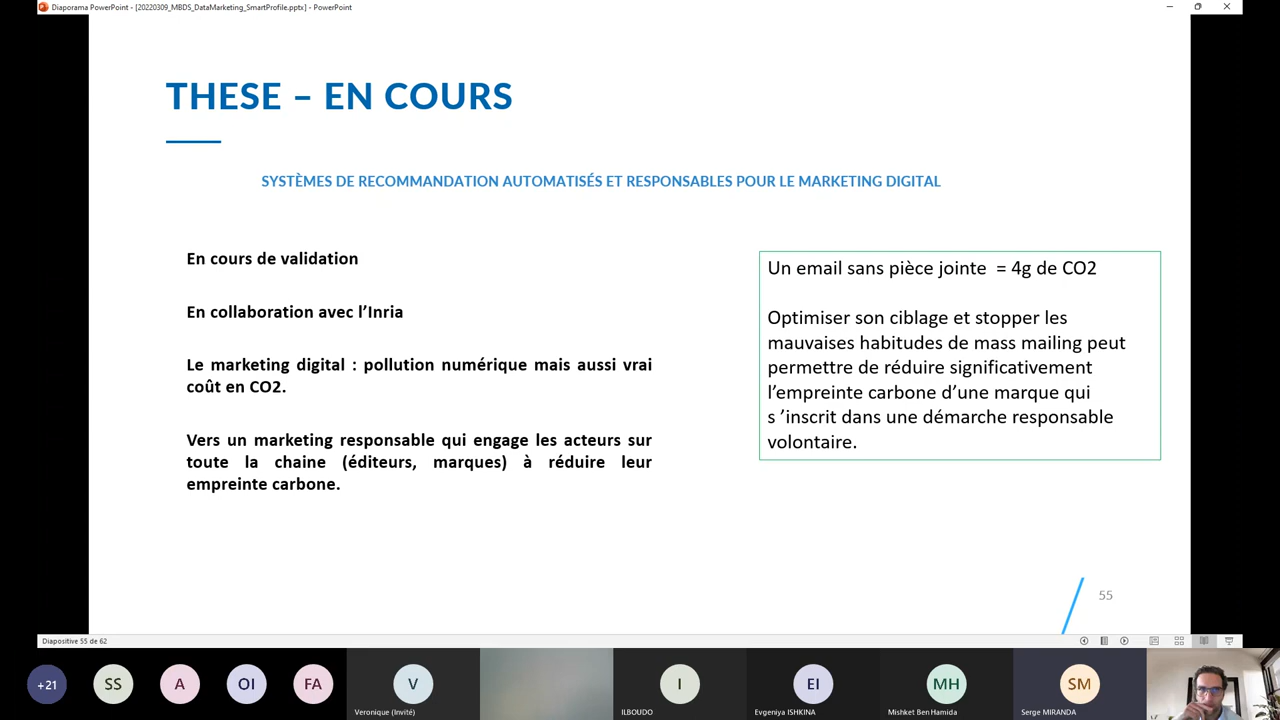 Diaporama PowerPoint - [20220309_MBDS_DataMarketing_SmartProfile.pptx] - PowerPoint
THESE – EN COURS
SYSTÈMES DE RECOMMANDATION AUTOMATISÉS ET RESPONSABLES POUR LE MARKETING DIGITAL
En cours de validation
En collaboration avec l’Inria
Le marketing digital : pollution numérique mais aussi vrai
coût en CO2.
Vers un marketing responsable qui engage les acteurs sur
toute la chaine (éditeurs, marques) à réduire leur
empreinte carbone.
Un email sans pièce jointe = 4g de CO2
Optimiser son ciblage et stopper les
mauvaises habitudes de mass mailing peut
permettre de réduire significativement
l’empreinte carbone d’une marque qui
s ’inscrit dans une démarche responsable
volontaire.
55
Diapositive 55 de 62
+21
SS
A
OI
FA
V
Veronique (Invité)
I
ILBOUDO
EI
Evgeniya ISHKINA
MH
Mishket Ben Hamida
SM
Serge MIRANDA